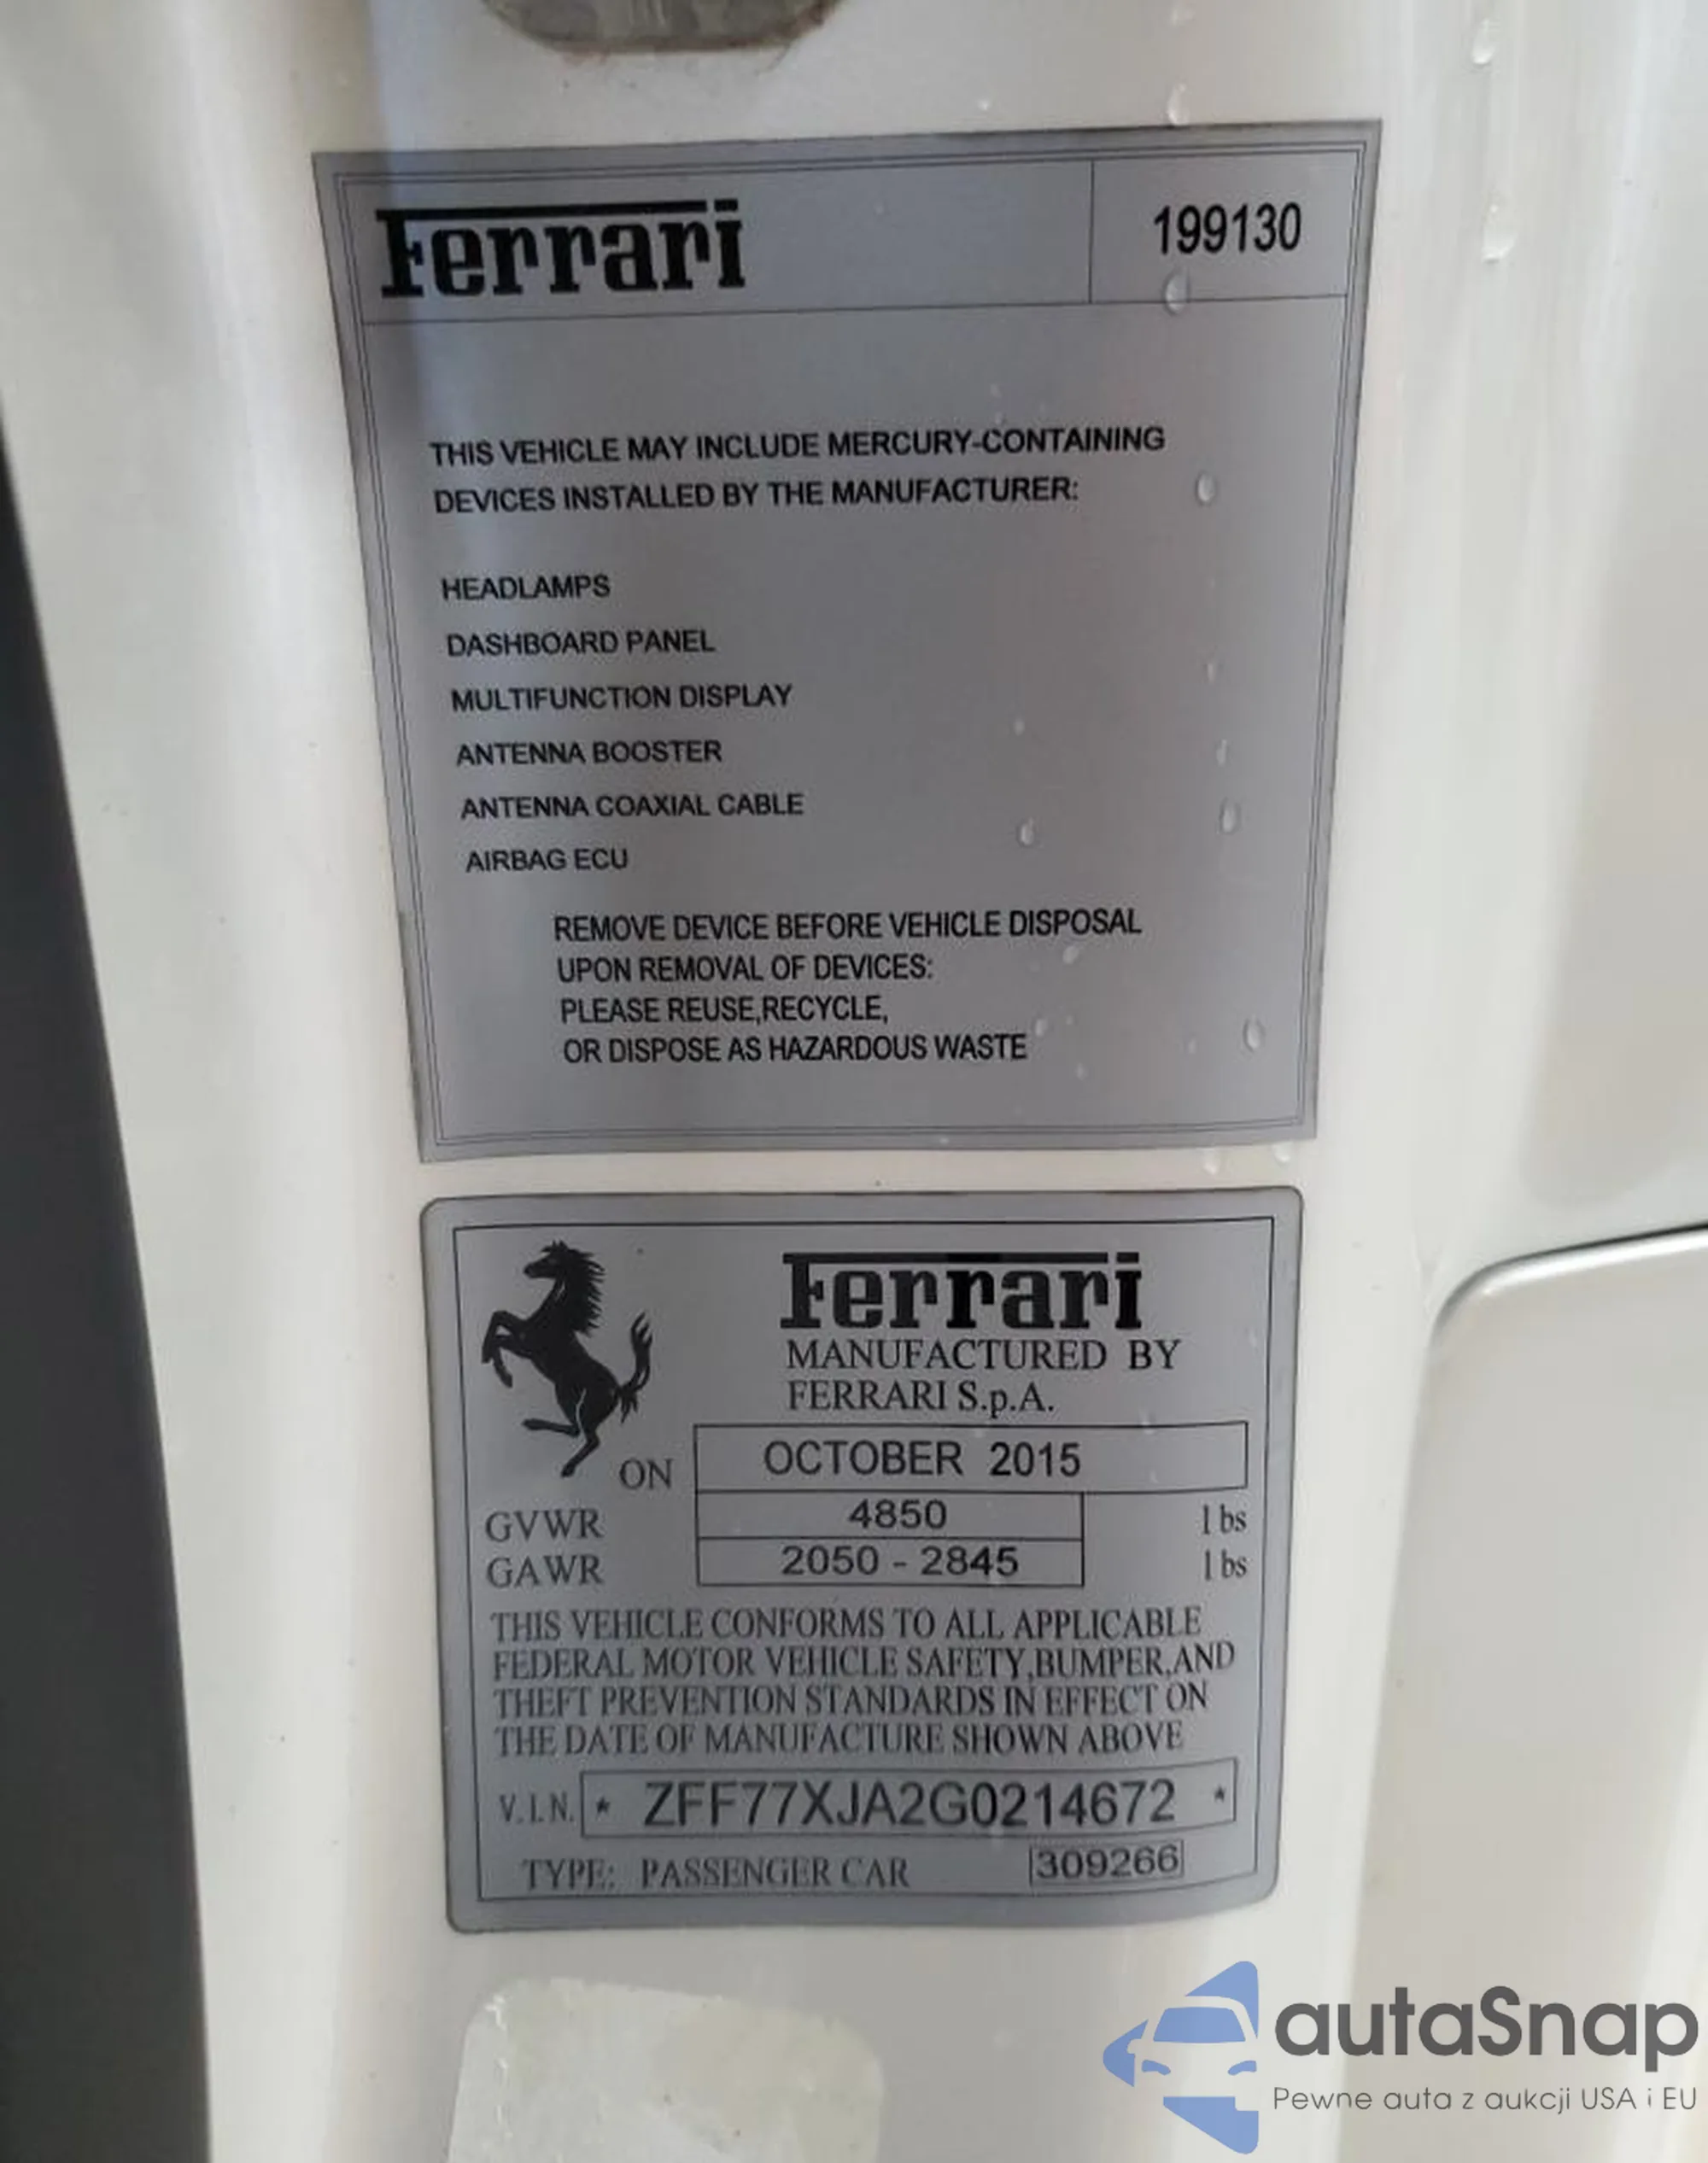 Ferrari 199130
THIS VEHICLE MAY INCLUDE MERCURY-CONTAINING
DEVICES INSTALLED BY THE MANUFACTURER:
HEADLAMPS
DASHBOARD PANEL
MULTIFUNCTION DISPLAY
ANTENNA BOOSTER
ANTENNA COAXIAL CABLE
AIRBAG ECU
REMOVE DEVICE BEFORE VEHICLE DISPOSAL
UPON REMOVAL OF DEVICES:
PLEASE REUSE,RECYCLE,
OR DISPOSE AS HAZARDOUS WASTE
Ferrari
MANUFACTURED BY
FERRARI S.p.A.
ON OCTOBER 2015
GVWR 4850 lbs
GAWR 2050 - 2845 lbs
THIS VEHICLE CONFORMS TO ALL APPLICABLE
FEDERAL MOTOR VEHICLE SAFETY,BUMPER,AND
THEFT PREVENTION STANDARDS IN EFFECT ON
THE DATE OF MANUFACTURE SHOWN ABOVE
V.I.N. * ZFF77XJA2G0214672 *
TYPE: PASSENGER CAR 309266
autaSnap
Pewne auta z aukcji USA i EU